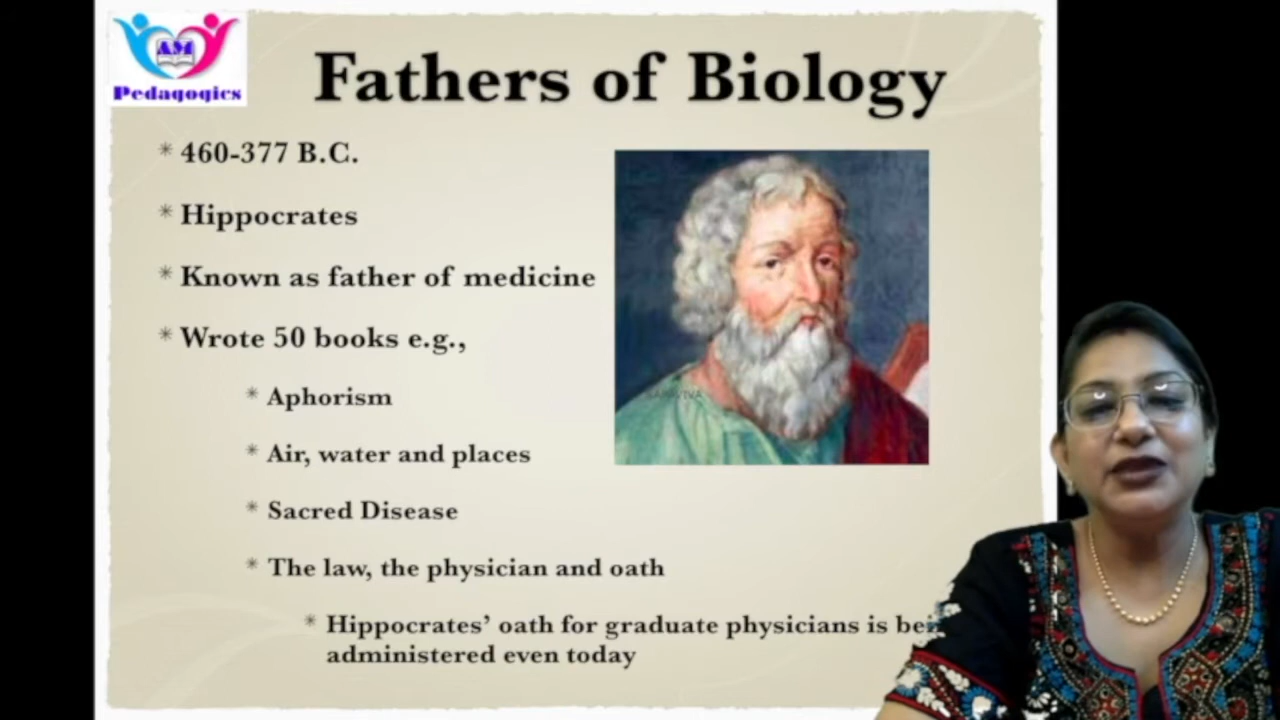 AM
Pedagogics
Fathers of Biology
* 460-377 B.C.
* Hippocrates
* Known as father of medicine
* Wrote 50 books e.g.,
* Aphorism
* Air, water and places
* Sacred Disease
* The law, the physician and oath
* Hippocrates’ oath for graduate physicians is
administered even today